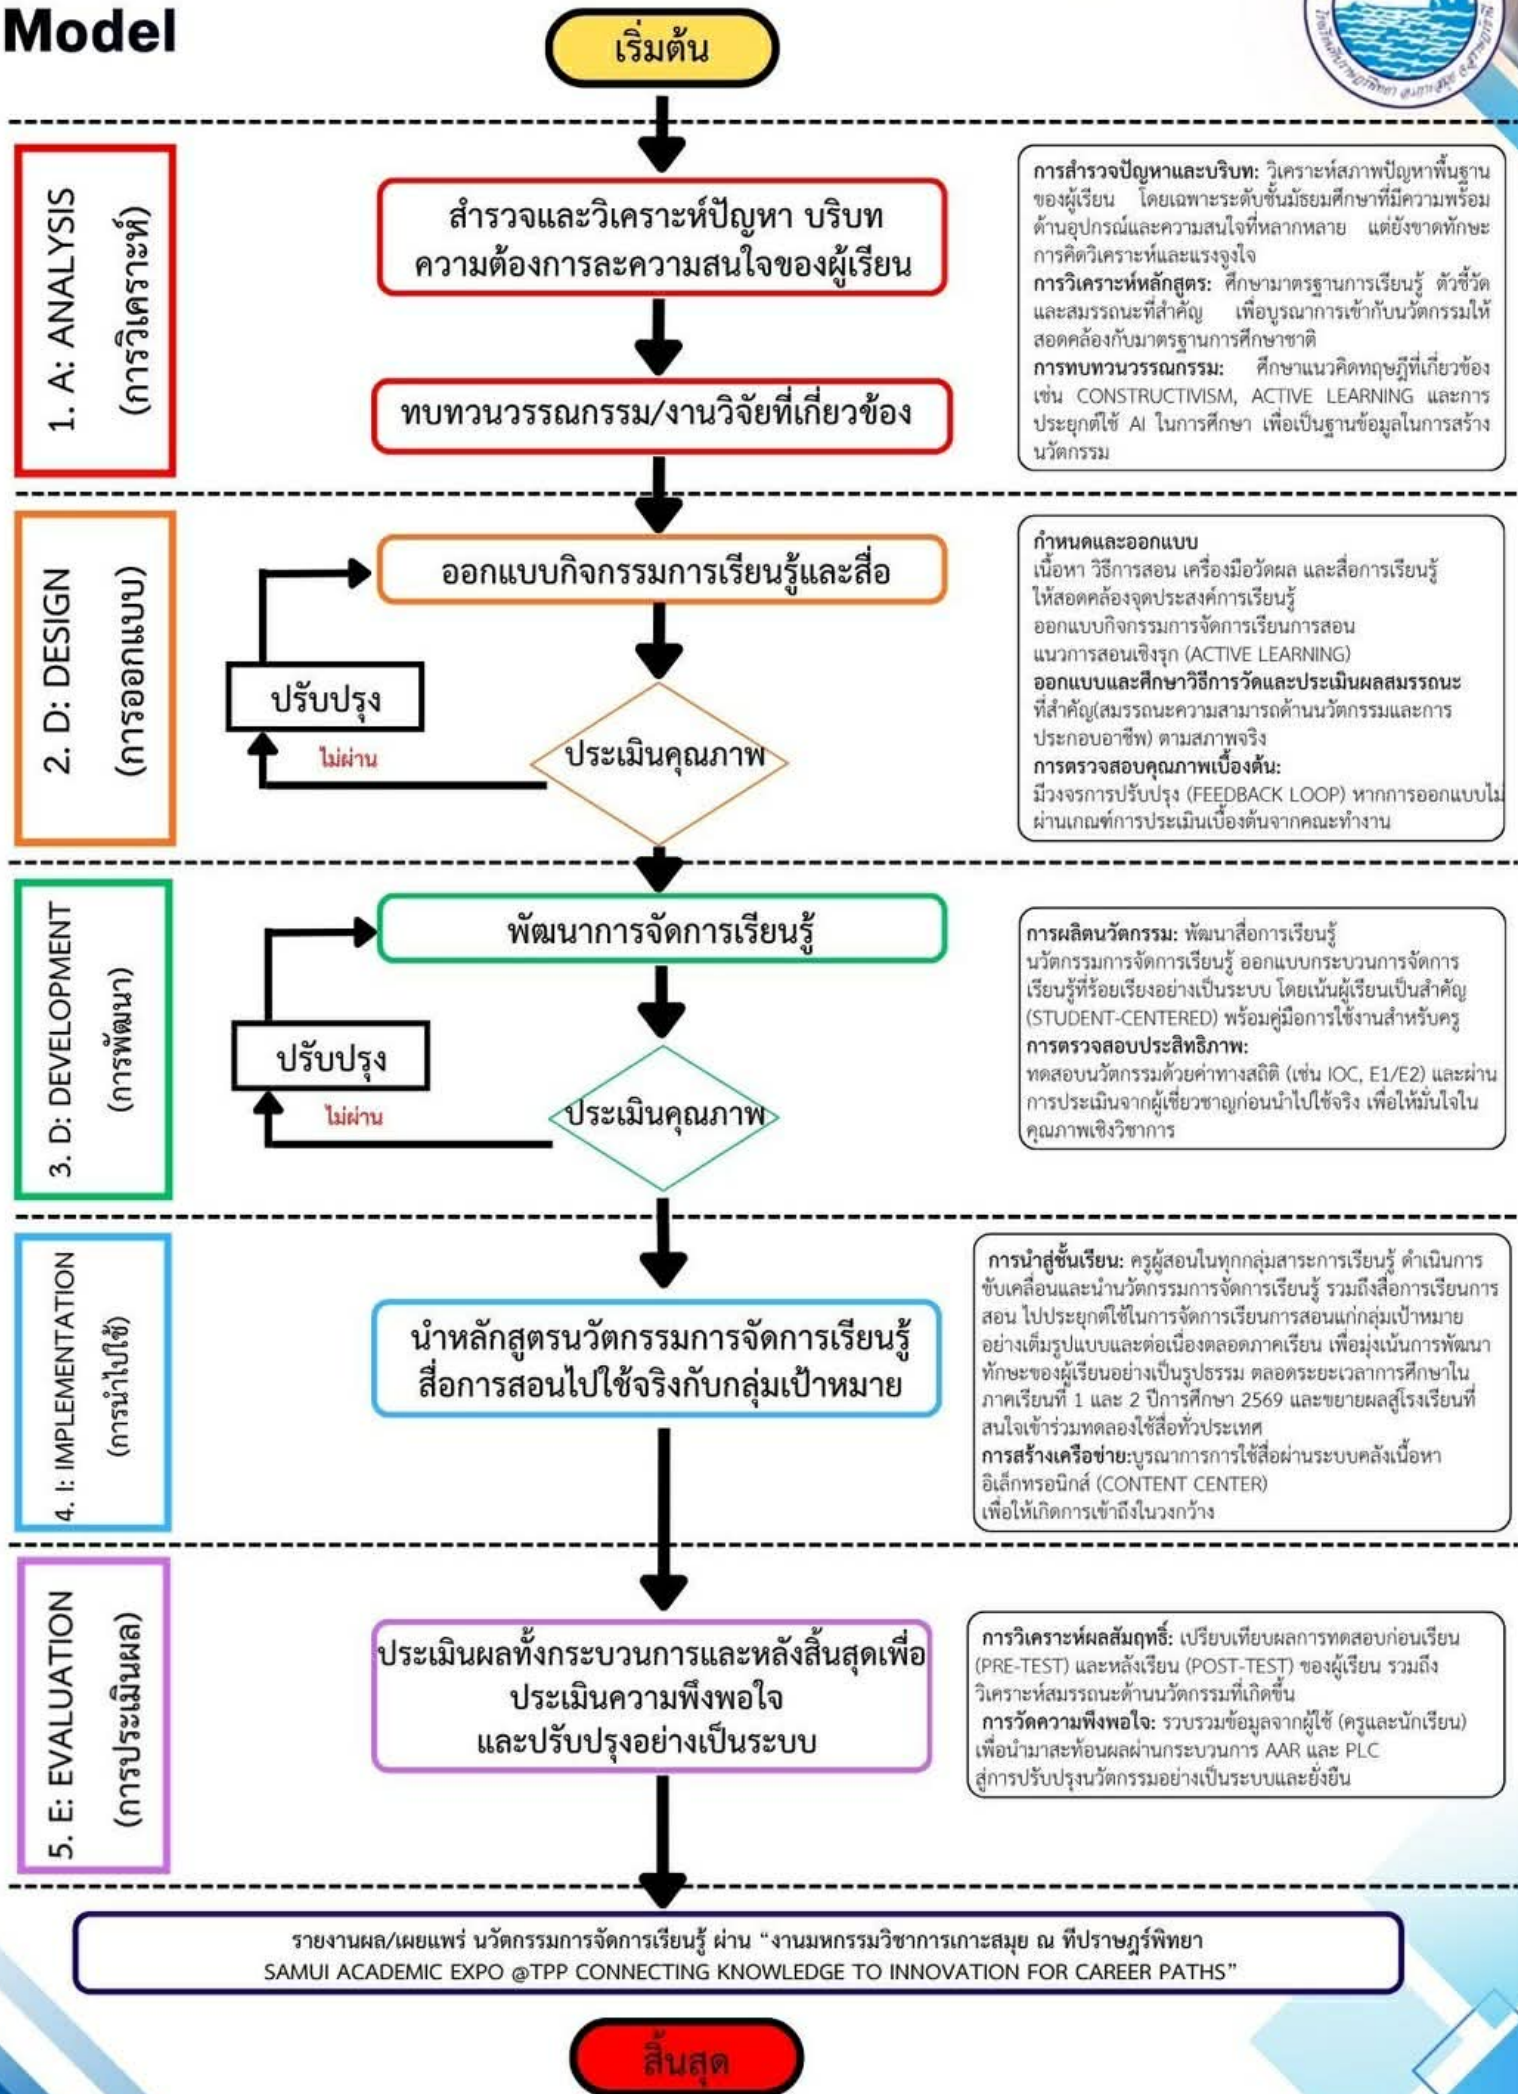 Model
เริ่มต้น
1. A: ANALYSIS
(การวิเคราะห์)
สำรวจและวิเคราะห์ปัญหา บริบท
ความต้องการละความสนใจของผู้เรียน
ทบทวนวรรณกรรม/งานวิจัยที่เกี่ยวข้อง
การสำรวจปัญหาและบริบท: วิเคราะห์สภาพปัญหาพื้นฐาน
ของผู้เรียน โดยเฉพาะระดับชั้นมัธยมศึกษาที่มีความพร้อม
ด้านอุปกรณ์และความสนใจที่หลากหลาย แต่ยังขาดทักษะ
การคิดวิเคราะห์และแรงจูงใจ
การวิเคราะห์หลักสูตร: ศึกษามาตรฐานการเรียนรู้ ตัวชี้วัด
และสมรรถนะที่สำคัญ เพื่อบูรณาการเข้ากับนวัตกรรมให้
สอดคล้องกับมาตรฐานการศึกษาชาติ
การทบทวนวรรณกรรม: ศึกษาแนวคิดทฤษฎีที่เกี่ยวข้อง
เช่น CONSTRUCTIVISM, ACTIVE LEARNING และการ
ประยุกต์ใช้ AI ในการศึกษา เพื่อเป็นฐานข้อมูลในการสร้าง
นวัตกรรม
2. D: DESIGN
(การออกแบบ)
ออกแบบกิจกรรมการเรียนรู้และสื่อ
ปรับปรุง
ไม่ผ่าน
ประเมินคุณภาพ
กำหนดและออกแบบ
เนื้อหา วิธีการสอน เครื่องมือวัดผล และสื่อการเรียนรู้
ให้สอดคล้องจุดประสงค์การเรียนรู้
ออกแบบกิจกรรมการจัดการเรียนการสอน
แนวการสอนเชิงรุก (ACTIVE LEARNING)
ออกแบบและศึกษาวิธีการวัดและประเมินผลสมรรถนะ
ที่สำคัญ(สมรรถนะความสามารถด้านนวัตกรรมและการ
ประกอบอาชีพ) ตามสภาพจริง
การตรวจสอบคุณภาพเบื้องต้น:
มีวงจรการปรับปรุง (FEEDBACK LOOP) หากการออกแบบไม่
ผ่านเกณฑ์การประเมินเบื้องต้นจากคณะทำงาน
3. D: DEVELOPMENT
(การพัฒนา)
พัฒนาการจัดการเรียนรู้
ปรับปรุง
ไม่ผ่าน
ประเมินคุณภาพ
การผลิตนวัตกรรม: พัฒนาสื่อการเรียนรู้
นวัตกรรมการจัดการเรียนรู้ ออกแบบกระบวนการจัดการ
เรียนรู้ที่ร้อยเรียงอย่างเป็นระบบ โดยเน้นผู้เรียนเป็นสำคัญ
(STUDENT-CENTERED) พร้อมคู่มือการใช้งานสำหรับครู
การตรวจสอบประสิทธิภาพ:
ทดสอบนวัตกรรมด้วยค่าทางสถิติ (เช่น IOC, E1/E2) และผ่าน
การประเมินจากผู้เชี่ยวชาญก่อนนำไปใช้จริง เพื่อให้มั่นใจใน
คุณภาพเชิงวิชาการ
4. I: IMPLEMENTATION
(การนำไปใช้)
นำหลักสูตรนวัตกรรมการจัดการเรียนรู้
สื่อการสอนไปใช้จริงกับกลุ่มเป้าหมาย
การนำสู่ชั้นเรียน: ครูผู้สอนในทุกกลุ่มสาระการเรียนรู้ ดำเนินการ
ขับเคลื่อนและนำนวัตกรรมการจัดการเรียนรู้ รวมถึงสื่อการเรียนการ
สอน ไปประยุกต์ใช้ในการจัดการเรียนการสอนแก่กลุ่มเป้าหมาย
อย่างเต็มรูปแบบและต่อเนื่องตลอดภาคเรียน เพื่อมุ่งเน้นการพัฒนา
ทักษะของผู้เรียนอย่างเป็นรูปธรรม ตลอดระยะเวลาการศึกษาใน
ภาคเรียนที่ 1 และ 2 ปีการศึกษา 2569 และขยายผลสู่โรงเรียนที่
สนใจเข้าร่วมทดลองใช้สื่อทั่วประเทศ
การสร้างเครือข่าย:บูรณาการการใช้สื่อผ่านระบบคลังเนื้อหา
อิเล็กทรอนิกส์ (CONTENT CENTER)
เพื่อให้เกิดการเข้าถึงในวงกว้าง
5. E: EVALUATION
(การประเมินผล)
ประเมินผลทั้งกระบวนการและหลังสิ้นสุดเพื่อ
ประเมินความพึงพอใจ
และปรับปรุงอย่างเป็นระบบ
การวิเคราะห์ผลสัมฤทธิ์: เปรียบเทียบผลการทดสอบก่อนเรียน
(PRE-TEST) และหลังเรียน (POST-TEST) ของผู้เรียน รวมถึง
วิเคราะห์สมรรถนะด้านนวัตกรรมที่เกิดขึ้น
การวัดความพึงพอใจ: รวบรวมข้อมูลจากผู้ใช้ (ครูและนักเรียน)
เพื่อนำมาสะท้อนผลผ่านกระบวนการ AAR และ PLC
สู่การปรับปรุงนวัตกรรมอย่างเป็นระบบและยั่งยืน
รายงานผล/เผยแพร่ นวัตกรรมการจัดการเรียนรู้ ผ่าน “งานมหกรรมวิชาการเกาะสมุย ณ ทีปราษฎร์พิทยา
SAMUI ACADEMIC EXPO @TPP CONNECTING KNOWLEDGE TO INNOVATION FOR CAREER PATHS”
สิ้นสุด